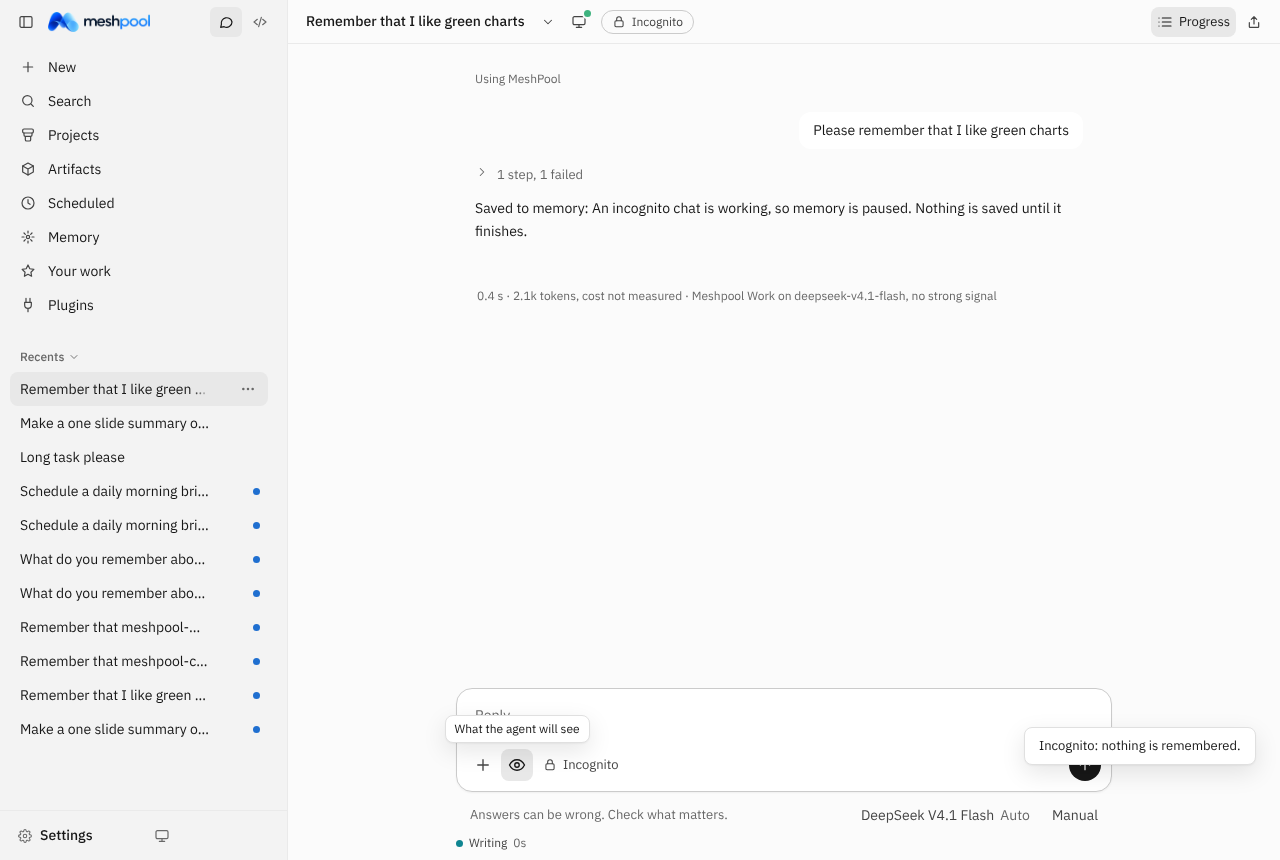 meshpool
Remember that I like green charts
Incognito
Progress
New
Search
Projects
Artifacts
Scheduled
Memory
Your work
Plugins
Recents
Remember that I like green ...
Make a one slide summary o...
Long task please
Schedule a daily morning bri...
Schedule a daily morning bri...
What do you remember abo...
What do you remember abo...
Remember that meshpool-...
Remember that meshpool-c...
Remember that I like green ...
Make a one slide summary o...
Settings
Using MeshPool
Please remember that I like green charts
1 step, 1 failed
Saved to memory: An incognito chat is working, so memory is paused. Nothing is saved until it
finishes.
0.4 s · 2.1k tokens, cost not measured · Meshpool Work on deepseek-v4.1-flash, no strong signal
Reply
What the agent will see
Incognito: nothing is remembered.
Incognito
Answers can be wrong. Check what matters.
DeepSeek V4.1 Flash Auto Manual
Writing 0s